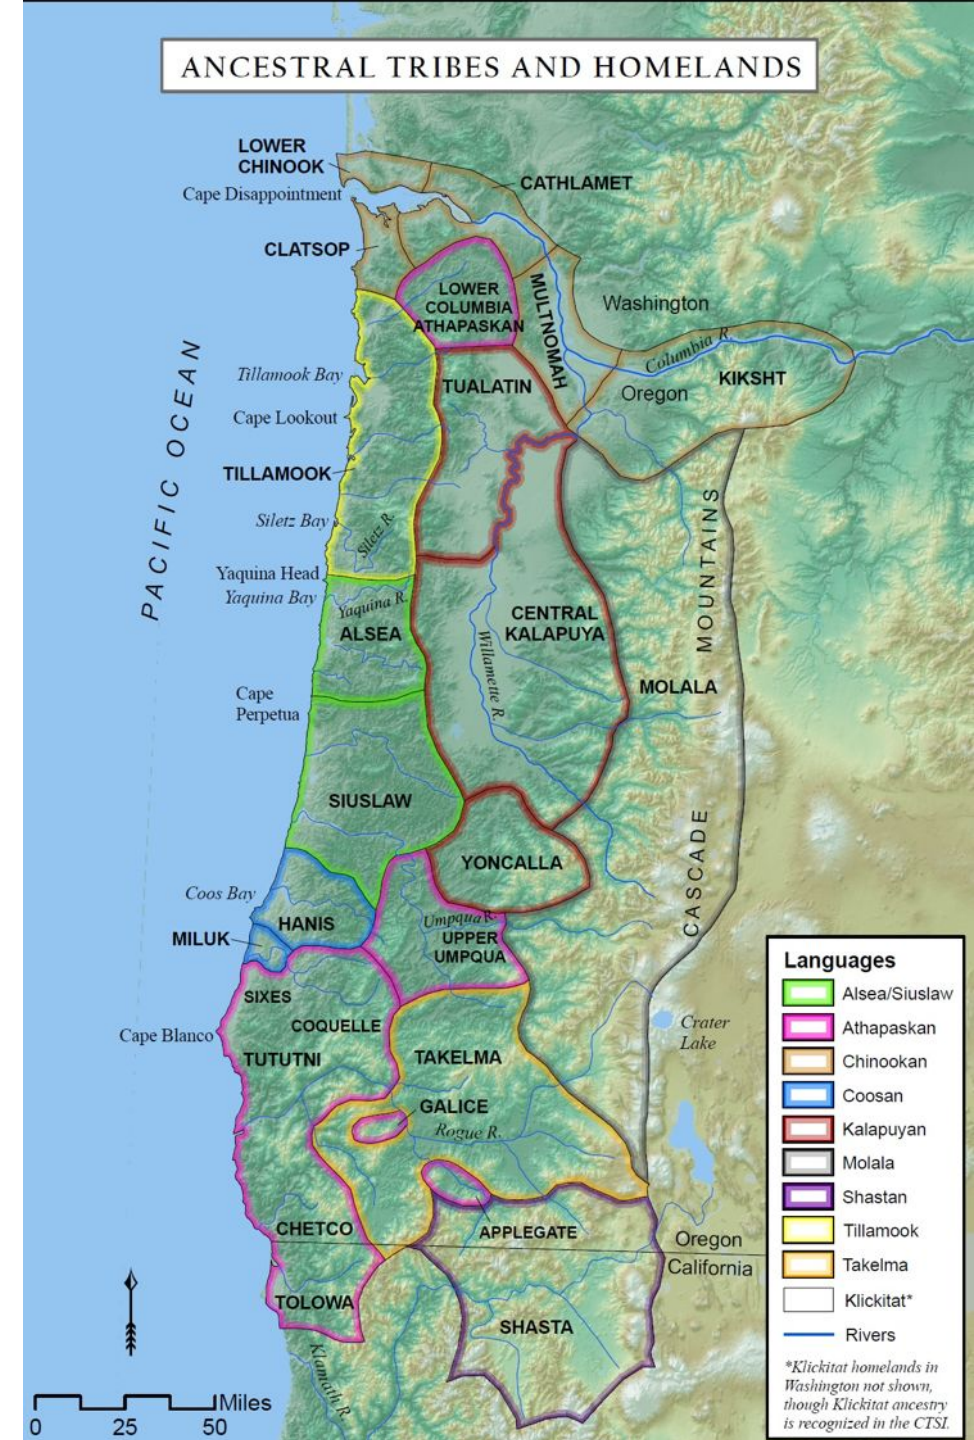 ANCESTRAL TRIBES AND HOMELANDS
LOWER
CHINOOK
CATHLAMET
Cape Disappointment
CLATSOP
LOWER
COLUMBIA
ATHAPASKAN
MULTNOMAH
Washington
Columbia R.
Oregon
KIKSHT
TUALATIN
Tillamook Bay
Cape Lookout
TILLAMOOK
PACIFIC OCEAN
Siletz Bay
Siletz R.
Yaquina Head
Yaquina Bay
Yaquina R.
ALSEA
CENTRAL
KALAPUYA
Willamette R.
MOLALA
CASCADE MOUNTAINS
Cape
Perpetua
SIUSLAW
YONCALLA
Coos Bay
HANIS
MILUK
Umpqua R.
UPPER
UMPQUA
SIXES
COQUELLE
Cape Blanco
TUTUTNI
TAKELMA
Crater
Lake
GALICE
Rogue R.
CHETCO
APPLEGATE
Oregon
California
TOLOWA
SHASTA
Klamath R.
Miles
0 25 50
Languages
Alsea/Siuslaw
Athapaskan
Chinookan
Coosan
Kalapuyan
Molala
Shastan
Tillamook
Takelma
Klickitat*
Rivers
*Klickitat homelands in
Washington not shown,
though Klickitat ancestry
is recognized in the CTSI.